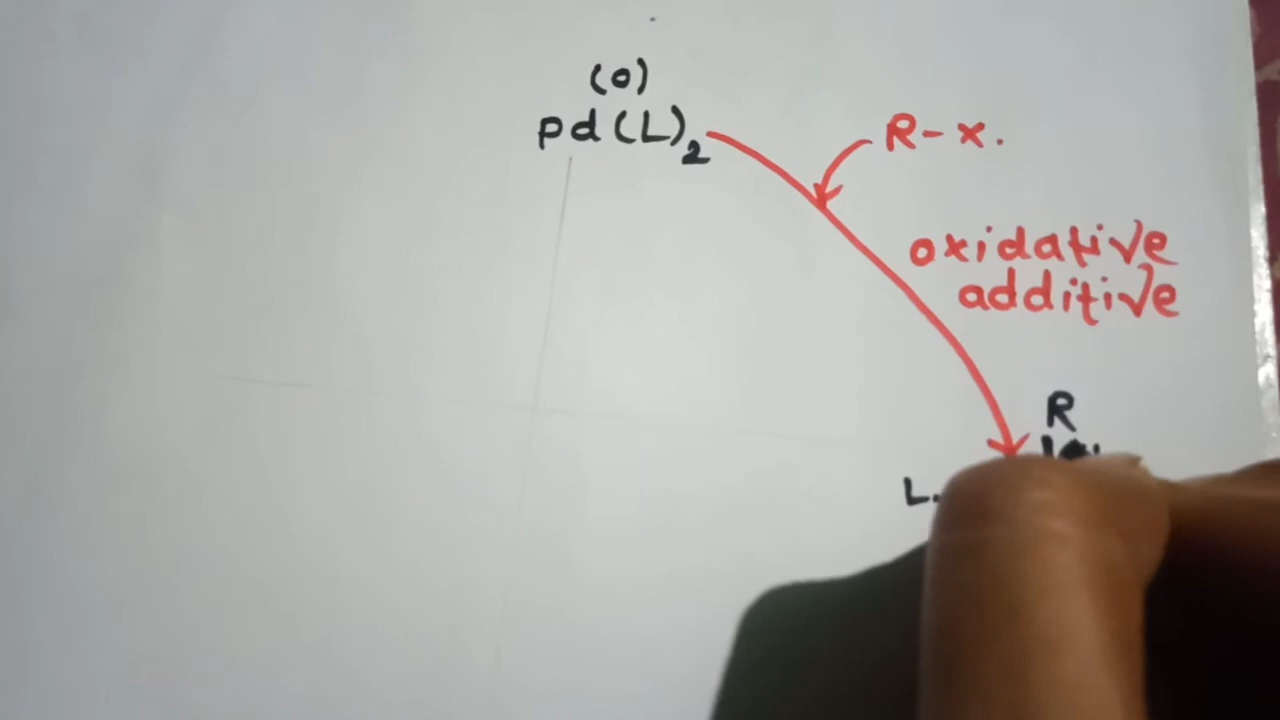 (0)
pd(L)2
R-x.
oxidative
additive
R
L.